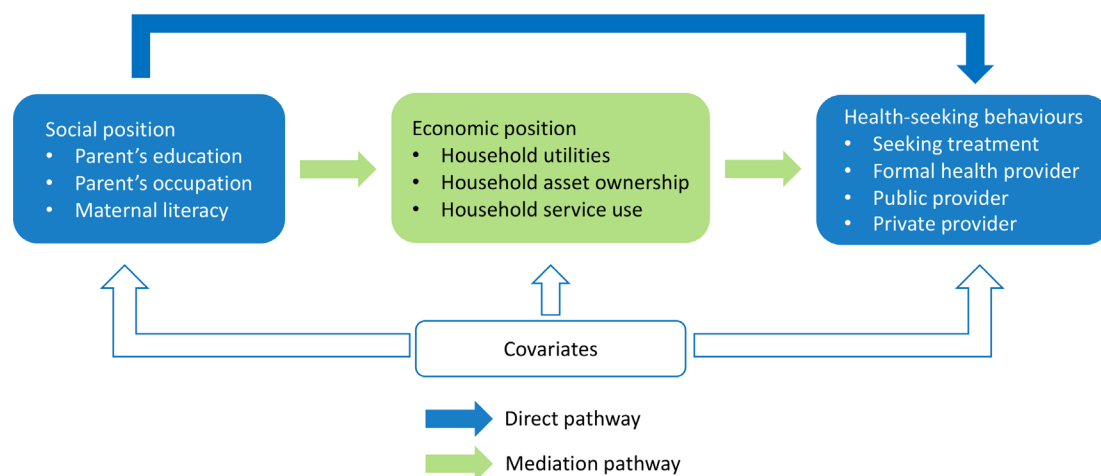 Social position
• Parent's education
• Parent's occupation
• Maternal literacy
Economic position
• Household utilities
• Household asset ownership
• Household service use
Health-seeking behaviours
• Seeking treatment
• Formal health provider
• Public provider
• Private provider
Covariates
Direct pathway
Mediation pathway